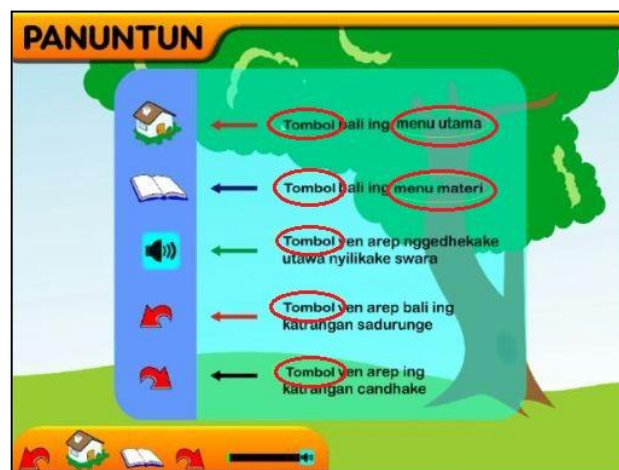 PANUNTUN
Tombol bali ing menu utama
Tombol bali ing menu materi
Tombol yen arep nggedhekake
utawa nyilikake swara
Tombol yen arep bali ing
katrangan sadurunge
Tombol yen arep ing
katrangan candhake